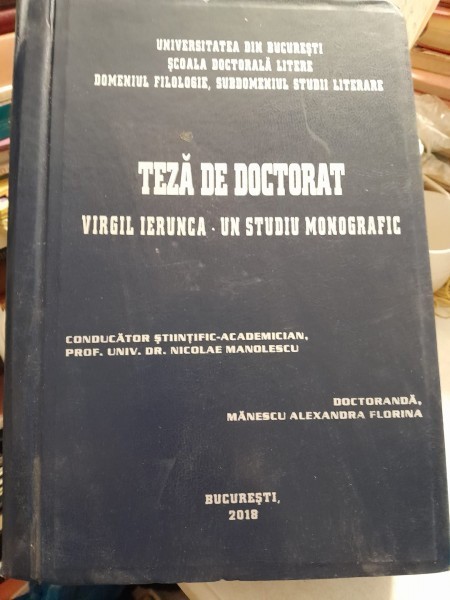 UNIVERSITATEA DIN BUCUREȘTI
ȘCOALA DOCTORALĂ LITERE
DOMENIUL FILOLOGIE, SUBDOMENIUL STUDII LITERARE
TEZĂ DE DOCTORAT
VIRGIL IERUNCA - UN STUDIU MONOGRAFIC
CONDUCĂTOR ȘTIINȚIFIC-ACADEMICIAN,
PROF. UNIV. DR. NICOLAE MANOLESCU
DOCTORANDĂ,
MĂNESCU ALEXANDRA FLORINA
BUCUREȘTI,
2018